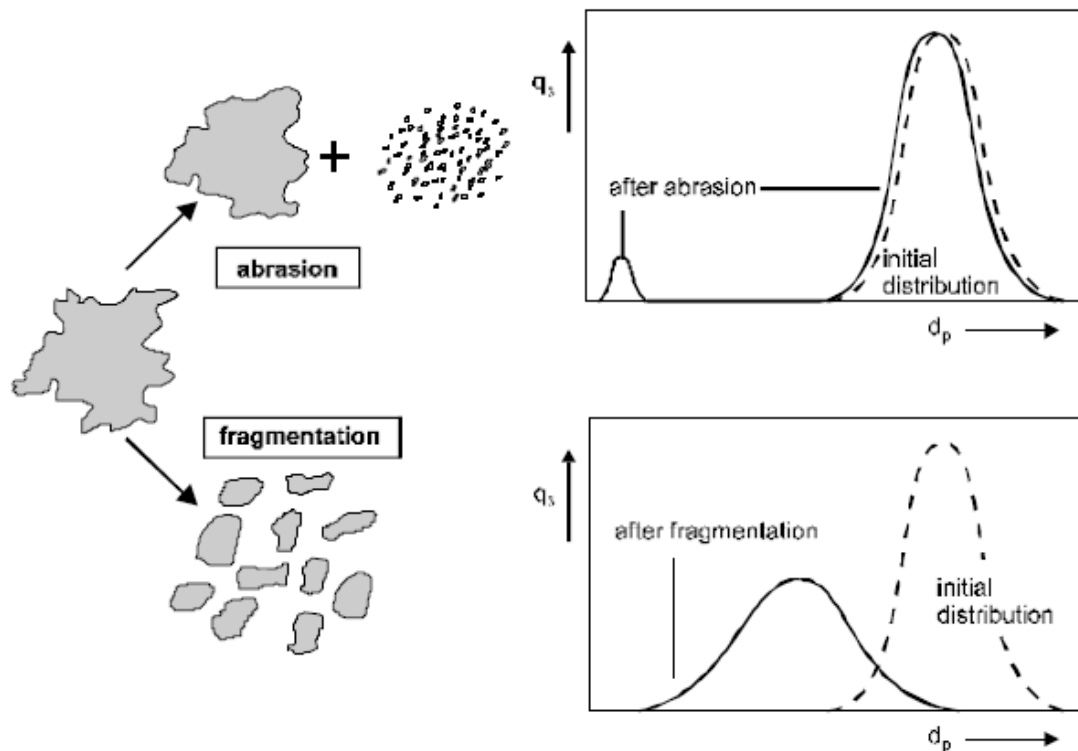 abrasion
+
fragmentation
q₃
after abrasion
initial
distribution
dₚ
q₃
after fragmentation
initial
distribution
dₚ